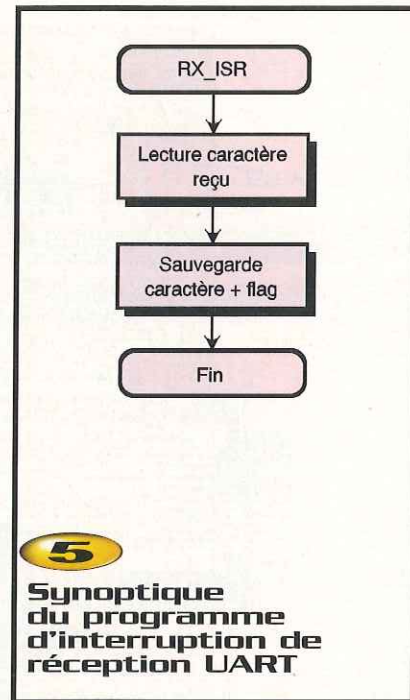 RX_ISR
Lecture caractère
reçu
Sauvegarde
caractère + flag
Fin
5
Synoptique
du programme
d'interruption de
réception UART